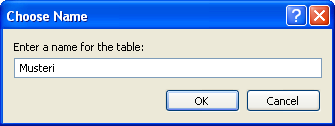 Choose Name
Enter a name for the table:
Musteri
OK Cancel